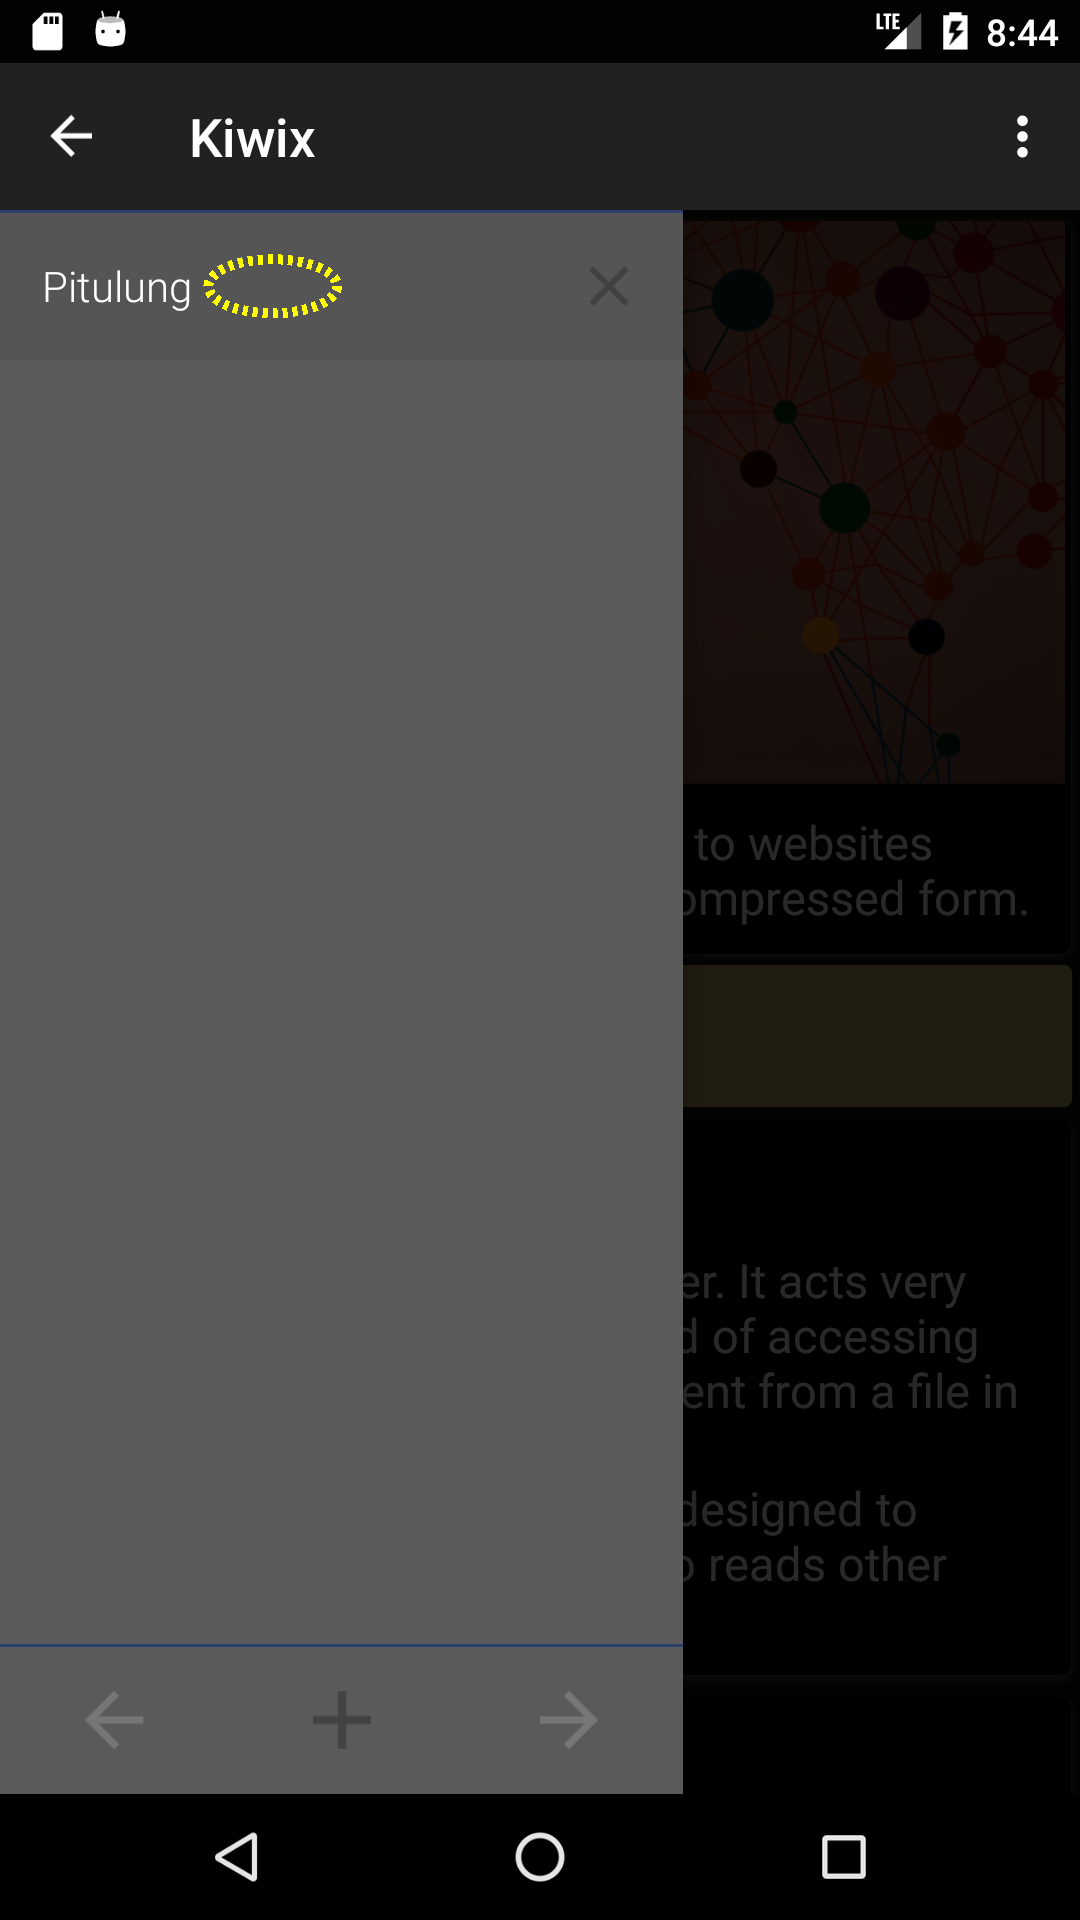 LTE 8:44
Kiwix
Pitulung
to websites
ompressed form.
er. It acts very
d of accessing
ent from a file in
designed to
o reads other